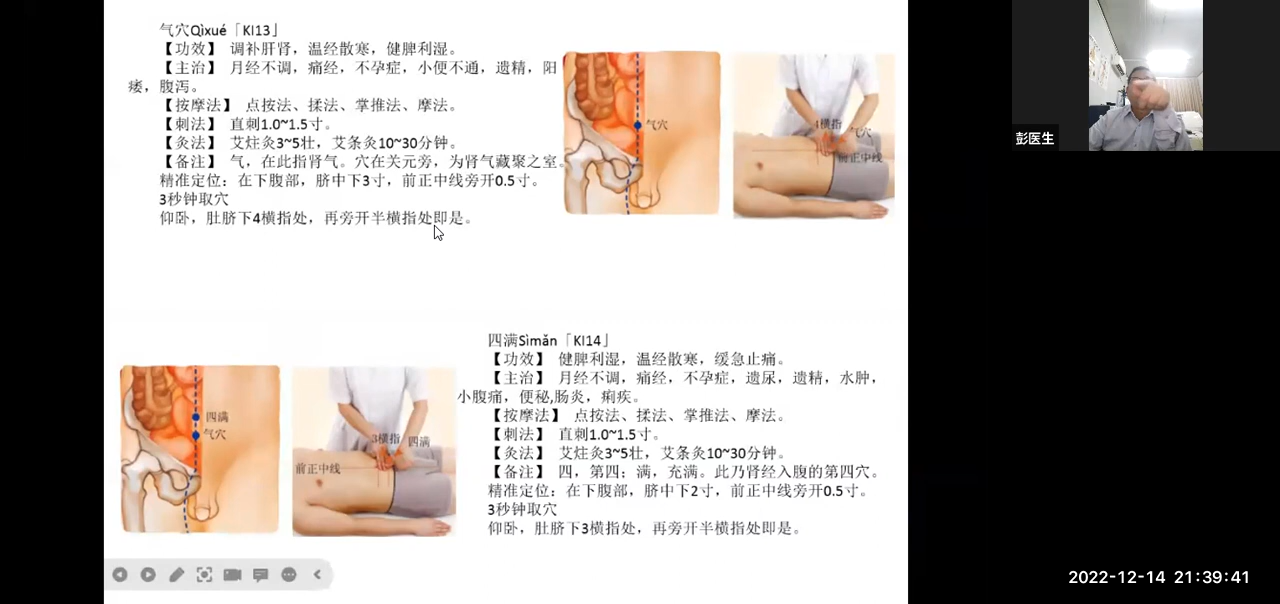 气穴Qìxué「KI13」
【功效】 调补肝肾，温经散寒，健脾利湿。
【主治】 月经不调，痛经，不孕症，小便不通，遗精，阳
痿，腹泻。
【按摩法】 点按法、揉法、掌推法、摩法。
【刺法】 直刺1.0~1.5寸。
【灸法】 艾炷灸3~5壮，艾条灸10~30分钟。
【备注】 气，在此指肾气。穴在关元旁，为肾气藏聚之室。
精准定位：在下腹部，脐中下3寸，前正中线旁开0.5寸。
3秒钟取穴
仰卧，肚脐下4横指处，再旁开半横指处即是。
气穴
4横指
气穴
前正中线
彭医生
四满Sìmǎn「KI14」
【功效】 健脾利湿，温经散寒，缓急止痛。
【主治】 月经不调，痛经，不孕症，遗尿，遗精，水肿，
小腹痛，便秘,肠炎，痢疾。
【按摩法】 点按法、揉法、掌推法、摩法。
【刺法】 直刺1.0~1.5寸。
【灸法】 艾炷灸3~5壮，艾条灸10~30分钟。
【备注】 四，第四；满，充满。此乃肾经入腹的第四穴。
精准定位：在下腹部，脐中下2寸，前正中线旁开0.5寸。
3秒钟取穴
仰卧，肚脐下3横指处，再旁开半横指处即是。
四满
气穴
3横指
四满
前正中线
2022-12-14 21:39:41